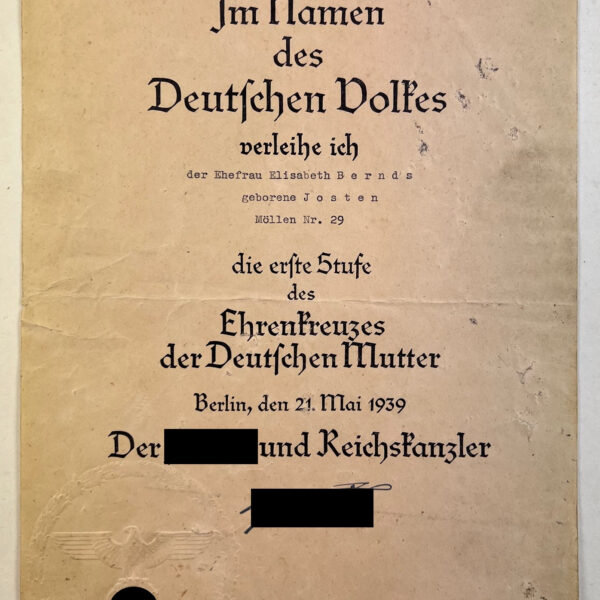 Im Namen
des
Deutſchen Volkes
verleihe ich
der Ehefrau Elisabeth B e r n d s
geborene J o s t e n
Möllen Nr. 29
die erſte Stufe
des
Ehrenkreuzes
der Deutſchen Mutter
Berlin, den 21. Mai 1939
Der und Reichskanzler